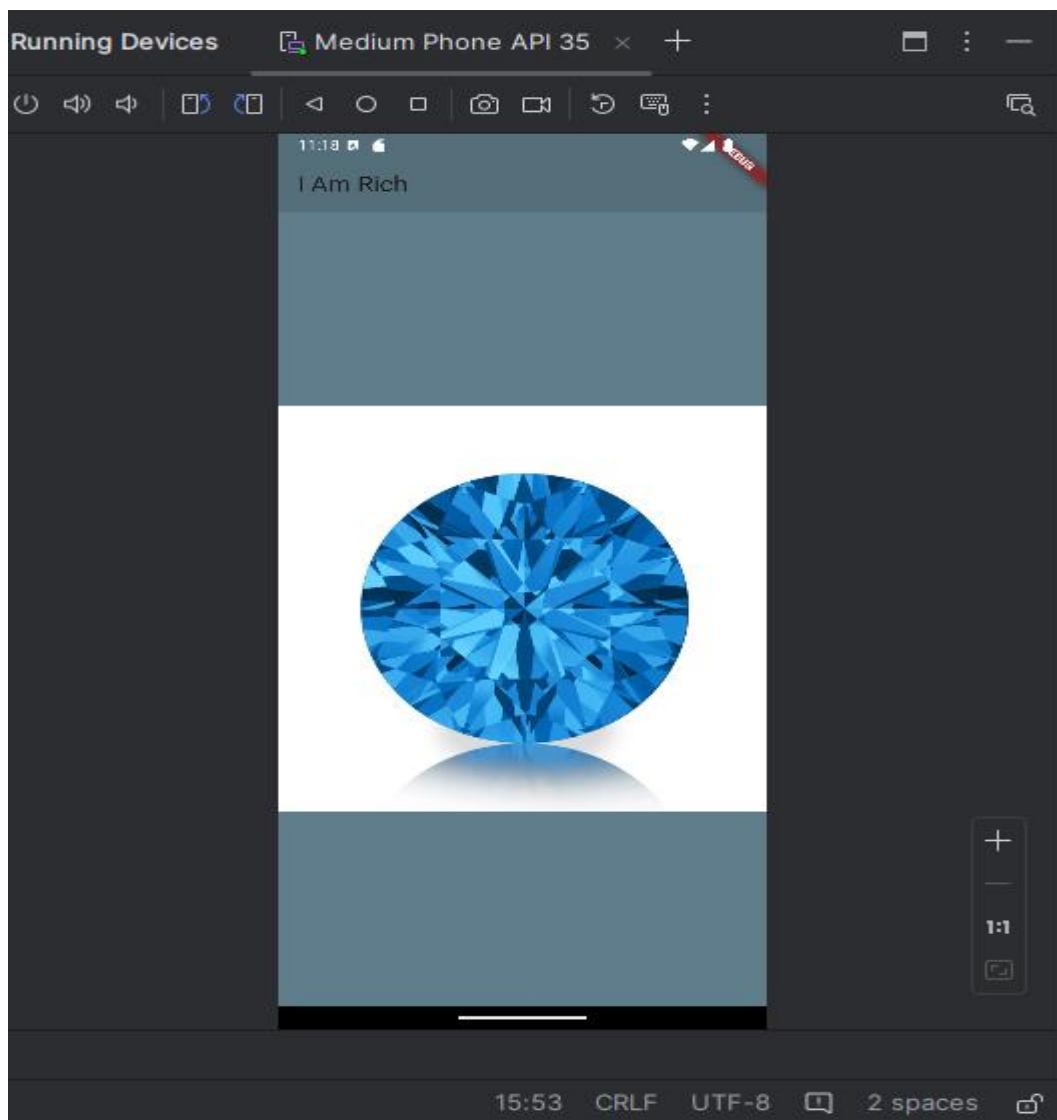 Running Devices Medium Phone API 35
11:18
DEBUG
I Am Rich
1:1
15:53 CRLF UTF-8 2 spaces